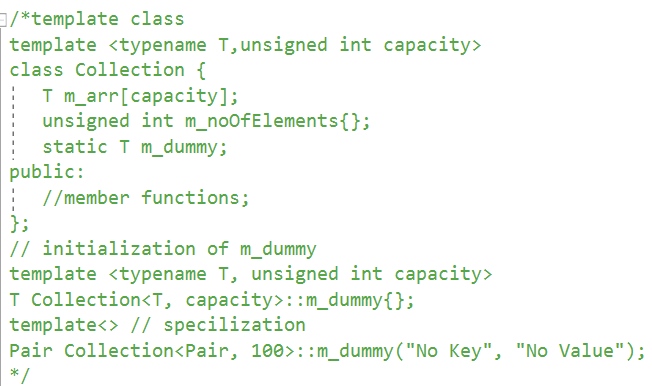 /*template class
template <typename T,unsigned int capacity>
class Collection {
T m_arr[capacity];
unsigned int m_noOfElements{};
static T m_dummy;
public:
//member functions;
};
// initialization of m_dummy
template <typename T, unsigned int capacity>
T Collection<T, capacity>::m_dummy{};
template<> // specilization
Pair Collection<Pair, 100>::m_dummy("No Key", "No Value");
*/